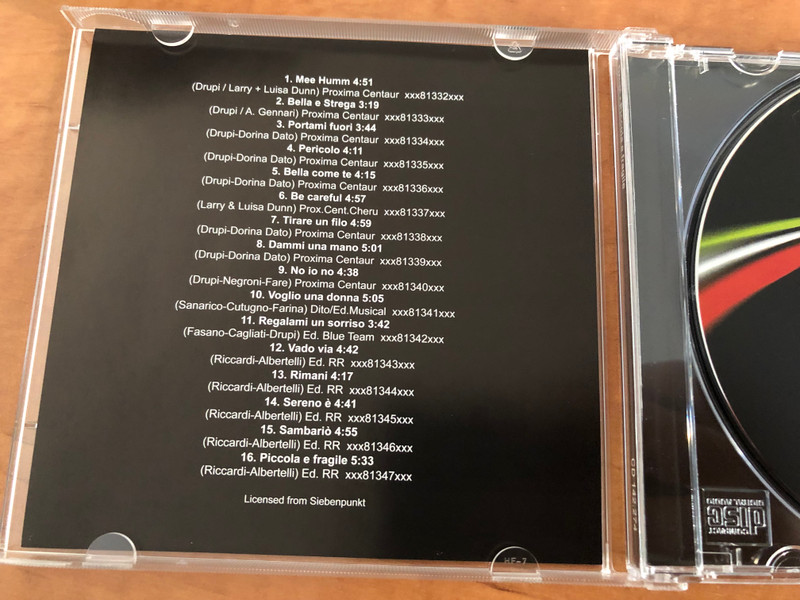 1. Mee Humm 4:51
(Drupi / Larry + Luisa Dunn) Proxima Centaur xxx81332xxx
2. Bella e Strega 3:19
(Drupi / A. Gennari) Proxima Centaur xxx81333xxx
3. Portami fuori 3:44
(Drupi-Dorina Dato) Proxima Centaur xxx81334xxx
4. Pericolo 4:11
(Drupi-Dorina Dato) Proxima Centaur xxx81335xxx
5. Bella come te 4:15
(Drupi-Dorina Dato) Proxima Centaur xxx81336xxx
6. Be careful 4:57
(Larry & Luisa Dunn) Prox.Cent.Cheru xxx81337xxx
7. Tirare un filo 4:59
(Drupi-Dorina Dato) Proxima Centaur xxx81338xxx
8. Dammi una mano 5:01
(Drupi-Dorina Dato) Proxima Centaur xxx81339xxx
9. No io no 4:38
(Drupi-Negroni-Fare) Proxima Centaur xxx81340xxx
10. Voglio una donna 5:05
(Sanarico-Cutugno-Farina) Dito/Ed.Musical xxx81341xxx
11. Regalami un sorriso 3:42
(Fasano-Cagliati-Drupi) Ed. Blue Team xxx81342xxx
12. Vado via 4:42
(Riccardi-Albertelli) Ed. RR xxx81343xxx
13. Rimani 4:17
(Riccardi-Albertelli) Ed. RR xxx81344xxx
14. Sereno è 4:41
(Riccardi-Albertelli) Ed. RR xxx81345xxx
15. Sambariò 4:55
(Riccardi-Albertelli) Ed. RR xxx81346xxx
16. Piccola e fragile 5:33
(Riccardi-Albertelli) Ed. RR xxx81347xxx
Licensed from Siebenpunkt
HF-7
COMPACT
disc
DIGITAL AUDIO